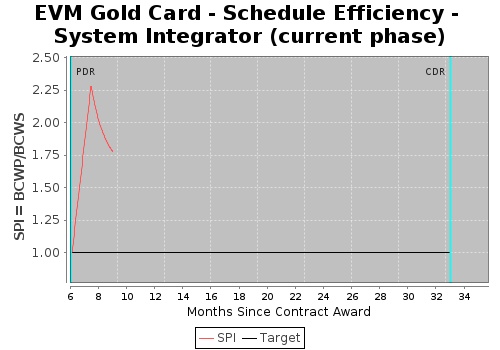 EVM Gold Card - Schedule Efficiency -
System Integrator (current phase)
2.50
2.25
2.00
1.75
1.50
1.25
1.00
SPI = BCWP/BCWS
PDR
CDR
6 8 10 12 14 16 18 20 22 24 26 28 30 32 34
Months Since Contract Award
SPI Target